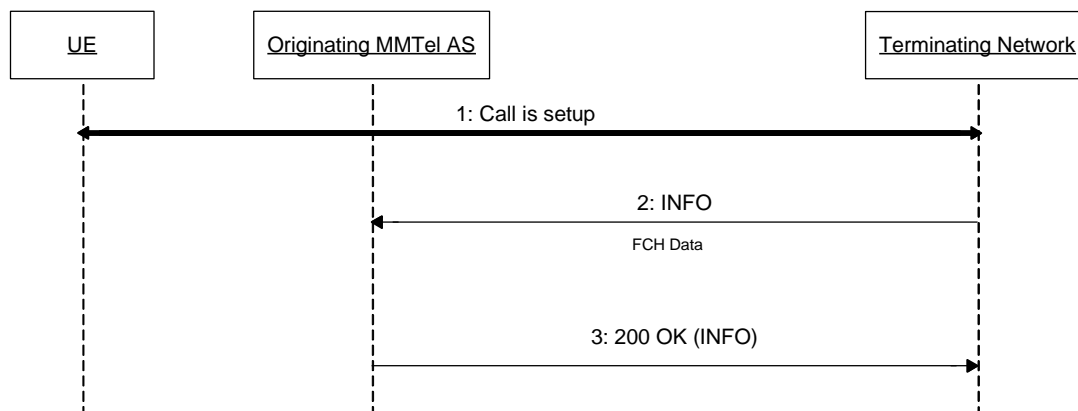 UE
Originating MMTel AS
Terminating Network
1: Call is setup
2: INFO
FCH Data
3: 200 OK (INFO)